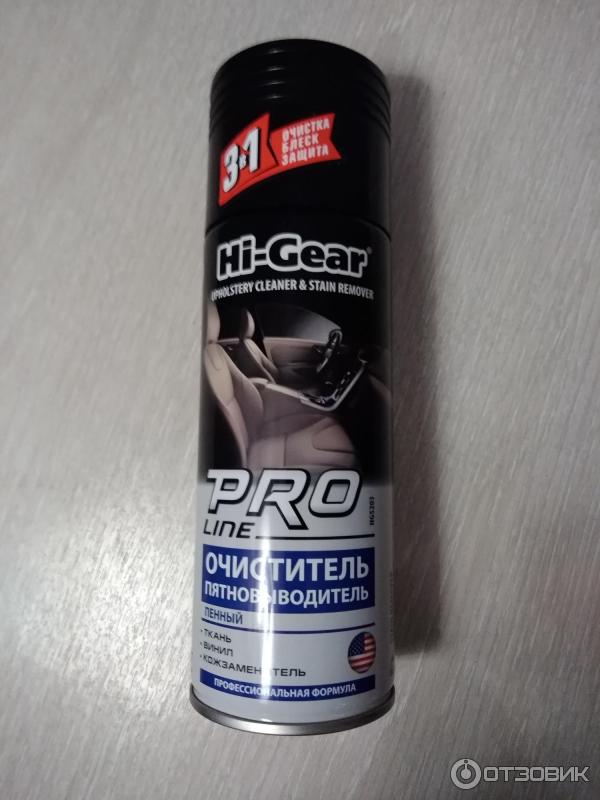 3в1
ОЧИСТКА
БЛЕСК
ЗАЩИТА
Hi-Gear®
UPHOLSTERY CLEANER & STAIN REMOVER
PRO
LINE
HG5203
ОЧИСТИТЕЛЬ
ПЯТНОВЫВОДИТЕЛЬ
ПЕННЫЙ
• ТКАНЬ
• ВИНИЛ
• КОЖЗАМЕНИТЕЛЬ
ПРОФЕССИОНАЛЬНАЯ ФОРМУЛА
ОТЗОВИК